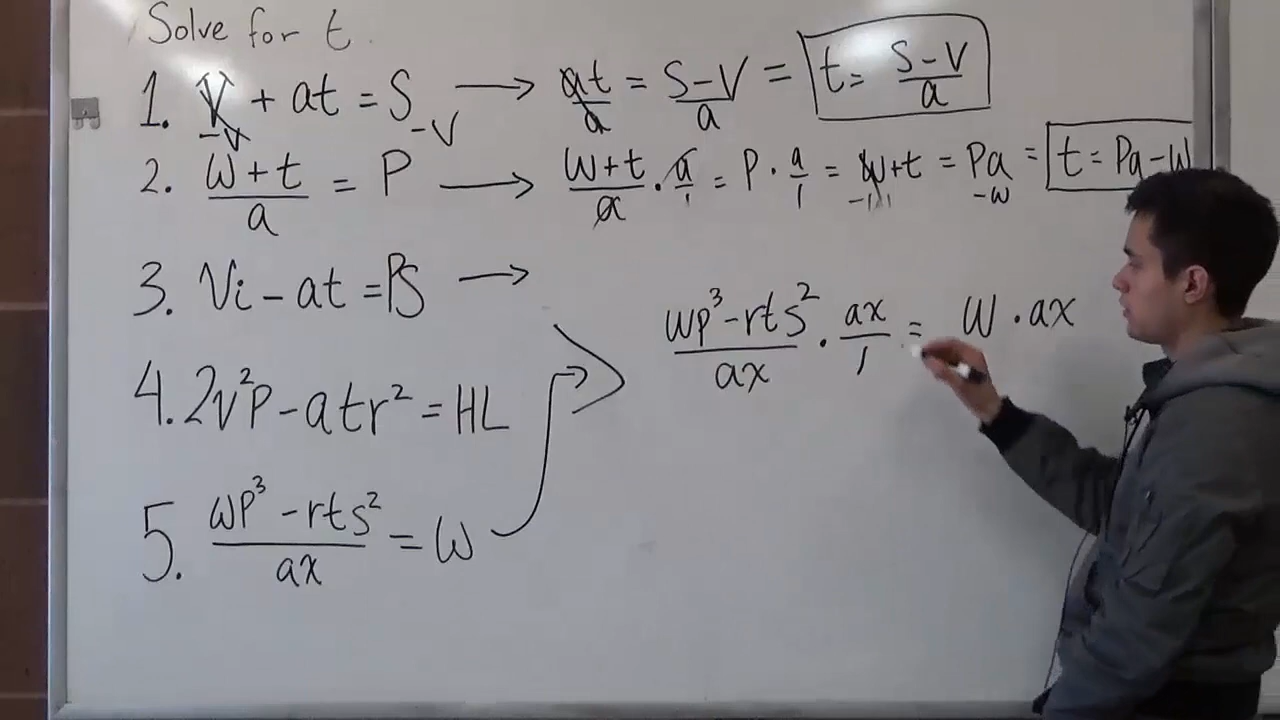 Solve for t.
1. V + at = S → at/a = S-V/a = t = S-V/a
-V -V
2. W+t/a = P → W+t/a · a/1 = P · a/1 = W+t = Pa = t = Pa-W
-W
3. Vi - at = PS →
wp³-rts²/ax · ax/1 = W · ax
4. 2v²P - atr² = HL
5. wp³-rts²/ax = W